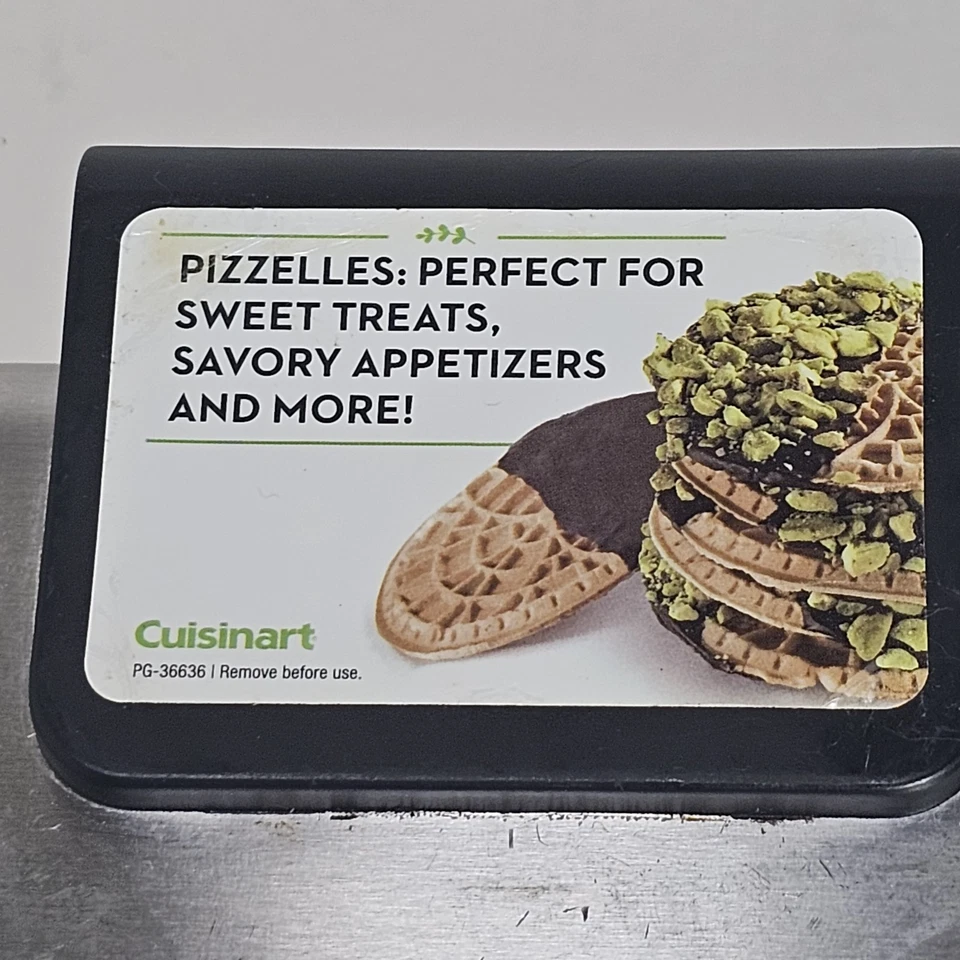 PIZZELLES: PERFECT FOR
SWEET TREATS,
SAVORY APPETIZERS
AND MORE!
Cuisinart
PG-36636 | Remove before use.